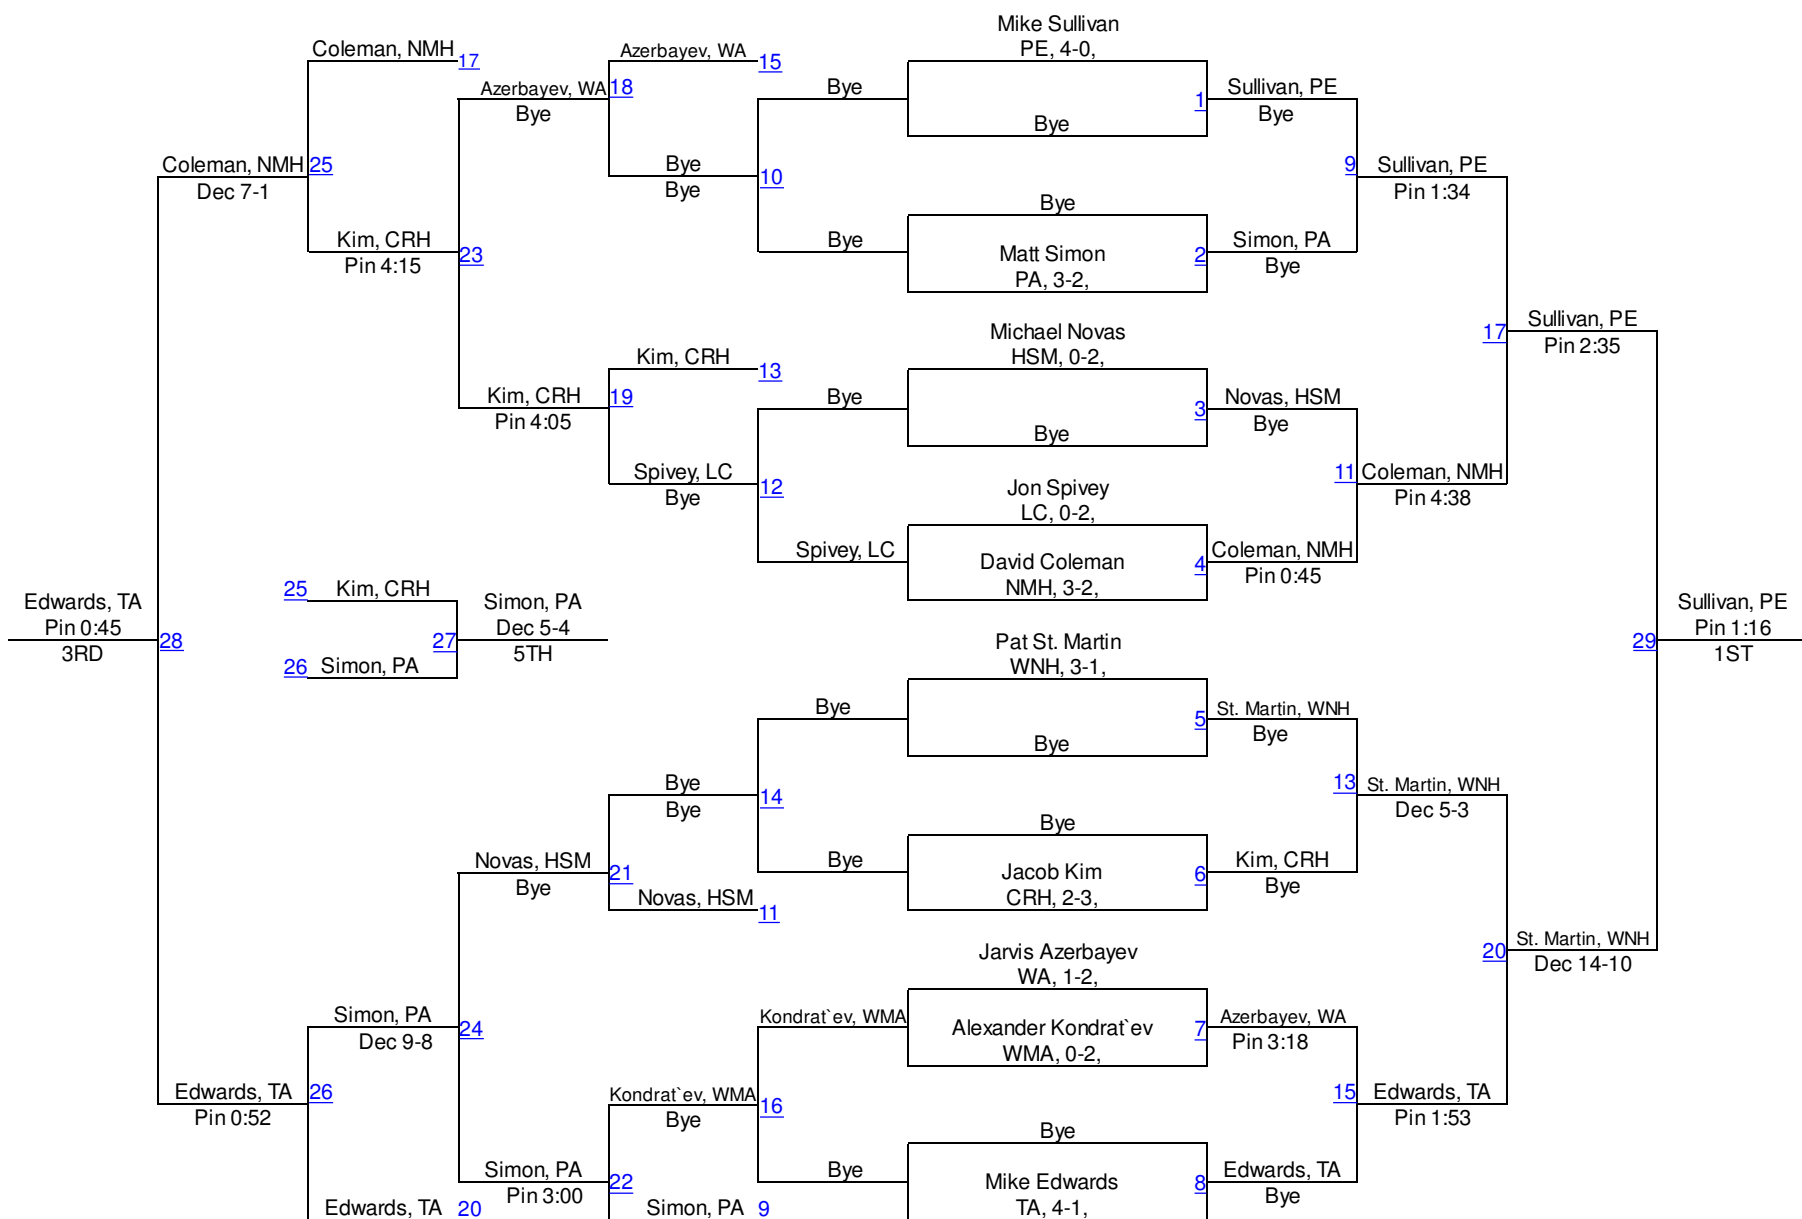 Mike Sullivan
PE, 4-0,
Coleman, NMH
17
Azerbayev, WA
15
Azerbayev, WA
18
Bye
Bye
Sullivan, PE
1
Bye
Bye
Coleman, NMH
25
Dec 7-1
Bye
10
Bye
9
Sullivan, PE
Pin 1:34
Bye
Kim, CRH
23
Pin 4:15
Bye
Matt Simon
PA, 3-2,
2
Simon, PA
Bye
Michael Novas
HSM, 0-2,
17
Sullivan, PE
Pin 2:35
Kim, CRH
13
Kim, CRH
19
Pin 4:05
Bye
3
Novas, HSM
Bye
Bye
Spivey, LC
12
Bye
Jon Spivey
LC, 0-2,
11
Coleman, NMH
Pin 4:38
Spivey, LC
David Coleman
NMH, 3-2,
4
Coleman, NMH
Pin 0:45
Edwards, TA
Pin 0:45
3RD
28
25
Kim, CRH
27
Simon, PA
Dec 5-4
5TH
26
Simon, PA
29
Sullivan, PE
Pin 1:16
1ST
Pat St. Martin
WNH, 3-1,
Bye
5
St. Martin, WNH
Bye
Bye
Bye
14
Bye
13
St. Martin, WNH
Dec 5-3
Bye
Novas, HSM
21
Bye
Bye
Jacob Kim
CRH, 2-3,
6
Kim, CRH
Bye
Novas, HSM
11
Jarvis Azerbayev
WA, 1-2,
20
St. Martin, WNH
Dec 14-10
Simon, PA
24
Dec 9-8
Kondrat`ev, WMA
Alexander Kondrat`ev
WMA, 0-2,
7
Azerbayev, WA
Pin 3:18
Edwards, TA
26
Pin 0:52
Kondrat`ev, WMA
16
Bye
15
Edwards, TA
Pin 1:53
Bye
Simon, PA
22
Pin 3:00
Bye
Mike Edwards
TA, 4-1,
8
Edwards, TA
Bye
Edwards, TA
20
Simon, PA
9